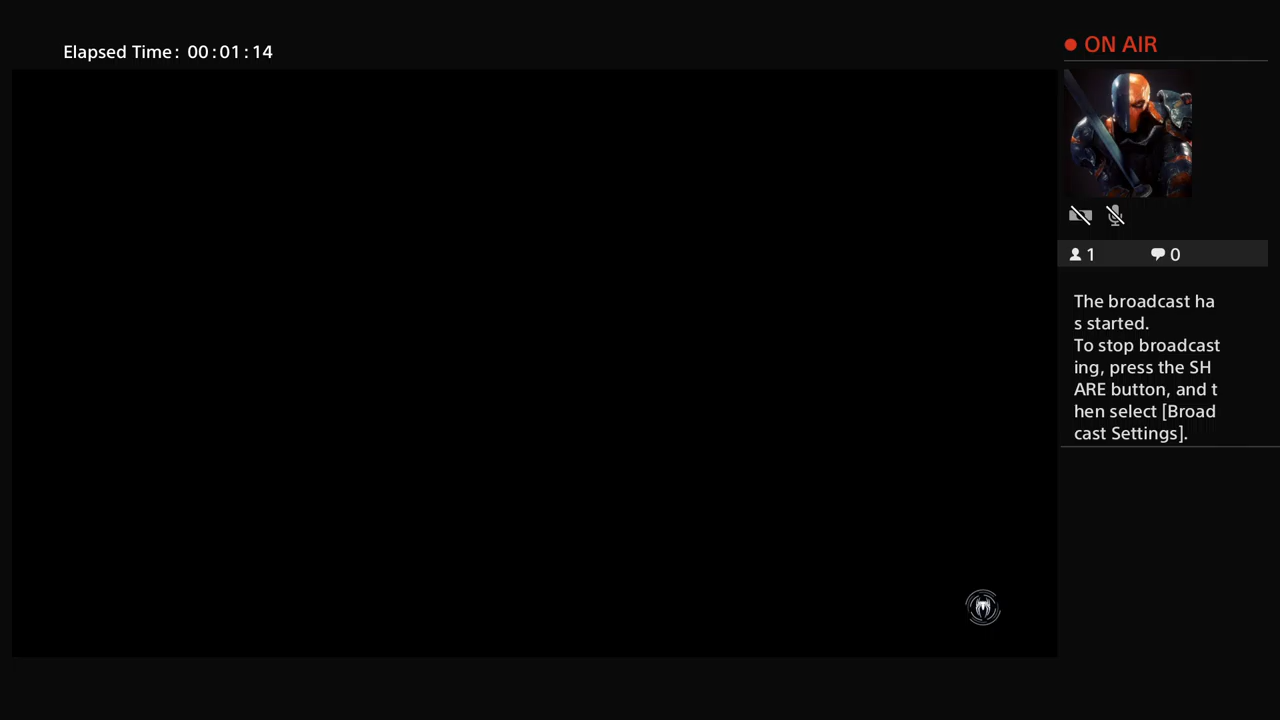 Elapsed Time: 00:01:14
ON AIR
1
0
The broadcast ha
s started.
To stop broadcast
ing, press the SH
ARE button, and t
hen select [Broad
cast Settings].